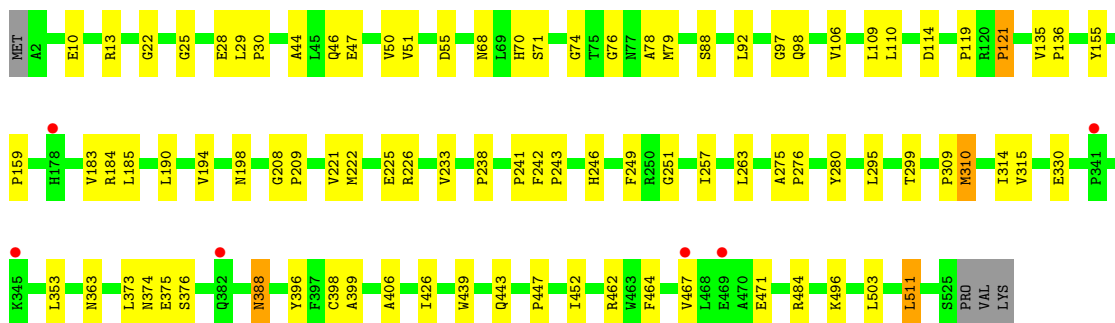 MET A2 E10 R13 G22 G25 E28 L29 P30 A44 L45 Q46 E47 V50 V51 D55 N68 L69 H70 S71 G74 T75 G76 N77 A78 M79 S88 L92 G97 Q98 V106 L109 L110 D114 P119 R120 P121 V135 P136 Y155
P159 H178 V183 R184 L185 L190 V194 N198 G208 P209 V221 M222 E225 R226 V233 P238 P241 F242 P243 H246 F249 R250 G251 I257 L263 A275 P276 Y280 L295 T299 P309 M310 I314 V315 E330 P341
K345 L353 N363 L373 N374 E375 S376 Q382 N388 Y396 F397 C398 A399 A406 I426 W439 Q443 P447 I452 R462 W463 F464 V467 L468 E469 A470 E471 R484 K496 L503 L511 S525 PRO VAL LYS